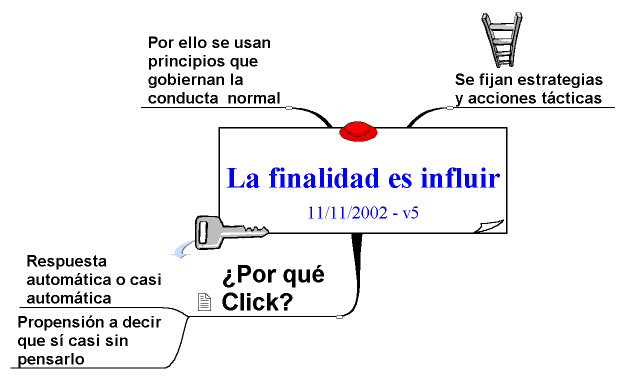 Por ello se usan
principios que
gobiernan la
conducta normal
Se fijan estrategias
y acciones tácticas
La finalidad es influir
11/11/2002 - v5
¿Por qué
Click?
Respuesta
automática o casi
automática
Propensión a decir
que sí casi sin
pensarlo